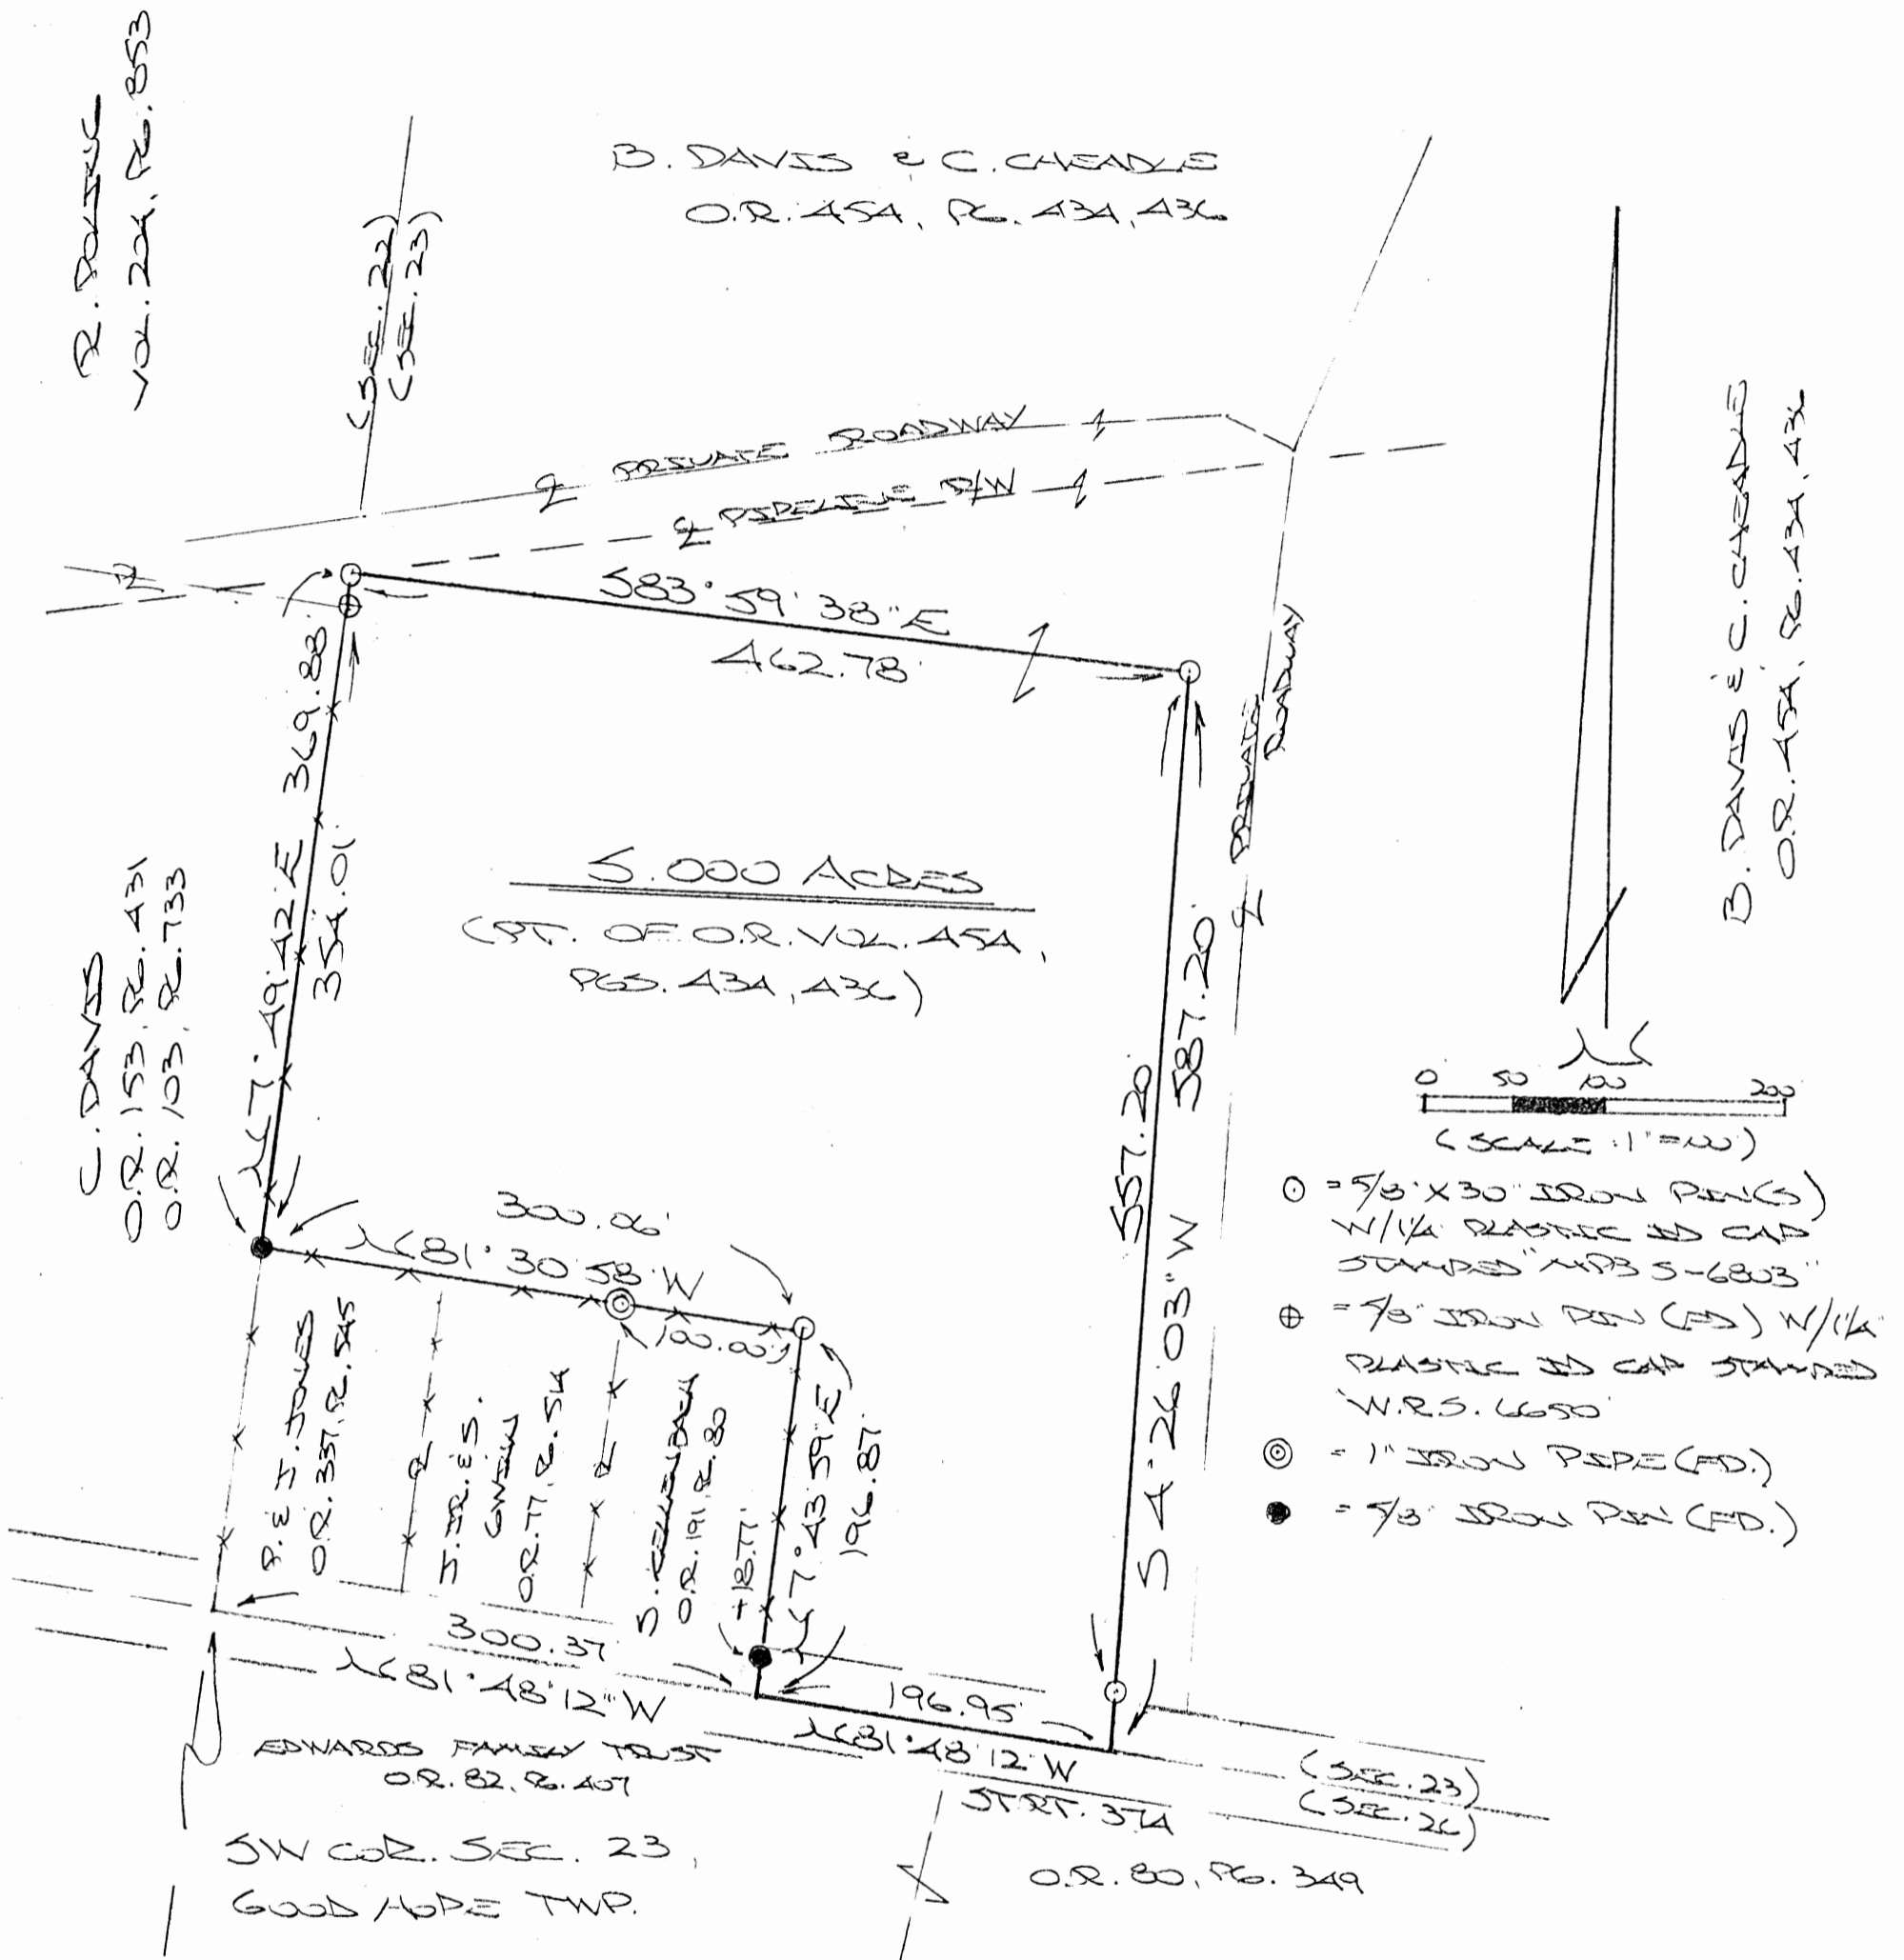 R. POLING
VOL. 224, PG. 853
B. DAVIS & C. CHEADLE
O.R. 454, PG. 434, 436
(SEC. 22)
(SEC. 23)
℄ PRIVATE ROADWAY
℄ PIPELINE R/W
S83°59'38"E
462.78'
N7°49'42"E 369.88'
354.01'
C. DAVIS
O.R. 153, PG. 431
O.R. 103, PG. 733
5.000 ACRES
(PT. OF O.R. VOL. 454,
PGS. 434, 436)
557.20'
587.20'
S 4°26'03" W
℄ PRIVATE
ROADWAY
B. DAVIS & C. CHEADLE
O.R. 454, PG. 434, 436
N
0 50 100 200
(SCALE: 1"=100')
⊙ = 5/8" X 30" IRON PIN(S)
W/1¼" PLASTIC ID CAP
STAMPED "MPB S-6803"
⊕ = 5/8" IRON PIN (FD) W/1¼"
PLASTIC ID CAP STAMPED
W.R.S. 6650
◎ = 1" IRON PIPE (FD.)
● = 5/8" IRON PIN (FD.)
300.06'
N81°30'58"W
100.00'
P. & J. JONES
O.R. 337, PG. 545
J. JR. & S.
O.R. 77, PG. 514
O.R. 191, PG. 80
+18.77'
N7°43'59"E
196.87'
300.37'
N81°48'12"W
196.95'
N81°48'12"W
ST. RT. 374
(SEC. 23)
(SEC. 26)
EDWARDS FAMILY TRUST
O.R. 82, PG. 407
SW COR. SEC. 23,
GOOD HOPE TWP.
O.R. 80, PG. 349